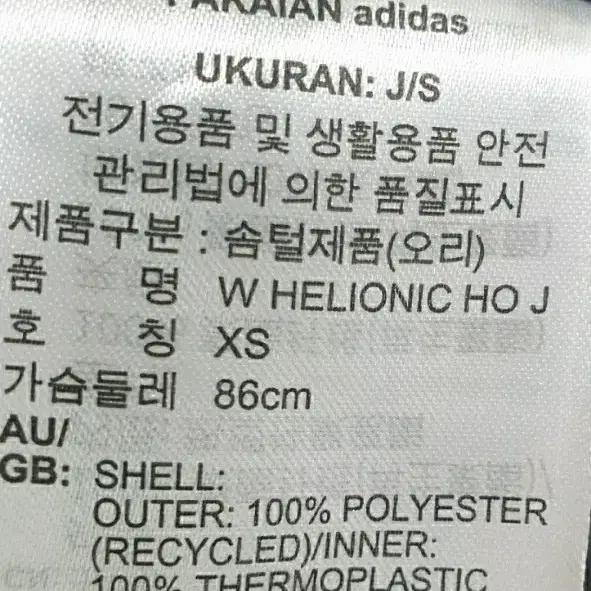 PAKAIAN adidas
UKURAN: J/S
전기용품 및 생활용품 안전
관리법에 의한 품질표시
제품구분 : 솜털제품(오리)
품 명 W HELIONIC HO J
호 칭 XS
가슴둘레 86cm
AU/
GB: SHELL:
OUTER: 100% POLYESTER
(RECYCLED)/INNER:
100% THERMOPLASTIC